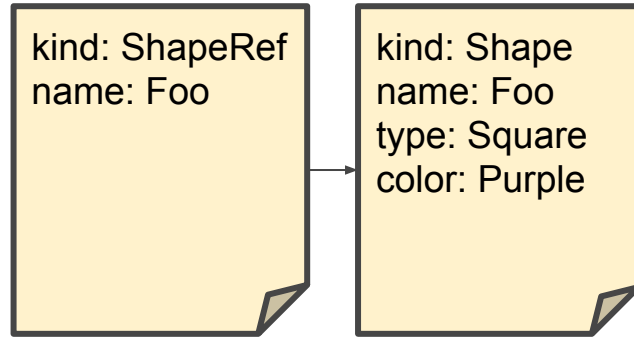 kind: ShapeRef
name: Foo
kind: Shape
name: Foo
type: Square
color: Purple